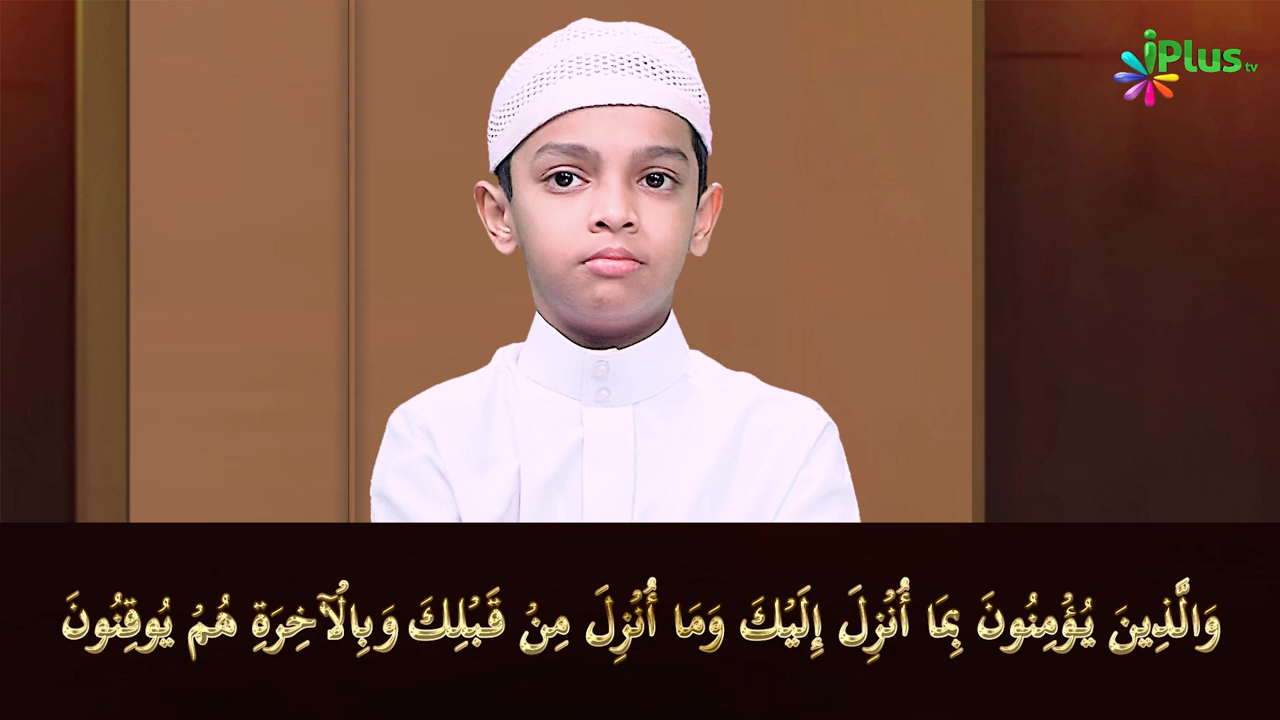 iPlus tv
وَالَّذِينَ يُؤْمِنُونَ بِمَا أُنْزِلَ إِلَيْكَ وَمَا أُنْزِلَ مِنْ قَبْلِكَ وَبِالْآخِرَةِ هُمْ يُوقِنُونَ